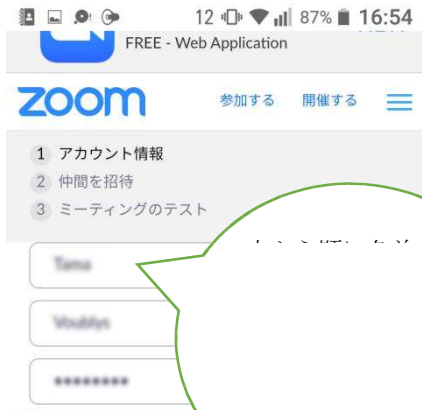 12 87% 16:54
FREE - Web Application
zoom 参加する 開催する
1 アカウント情報
2 仲間を招待
3 ミーティングのテスト
Tama
Voublys
********